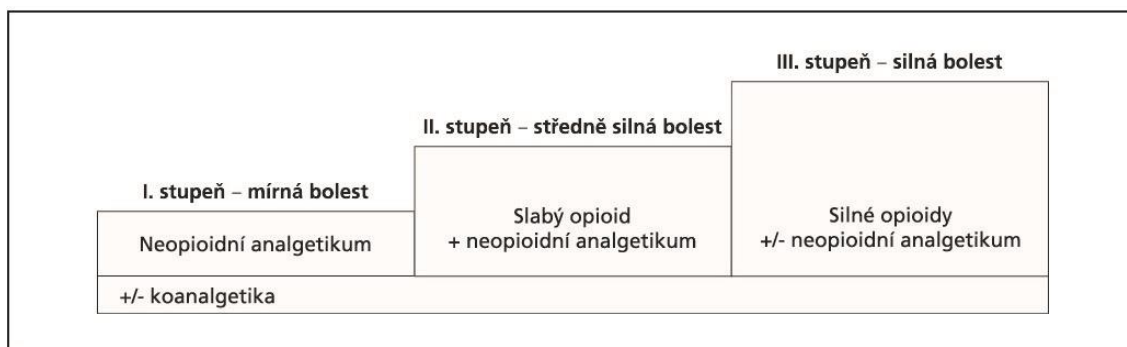 III. stupeň – silná bolest
II. stupeň – středně silná bolest
I. stupeň – mírná bolest
Neopioidní analgetikum
Slabý opioid
+ neopioidní analgetikum
Silné opioidy
+/- neopioidní analgetikum
+/- koanalgetika